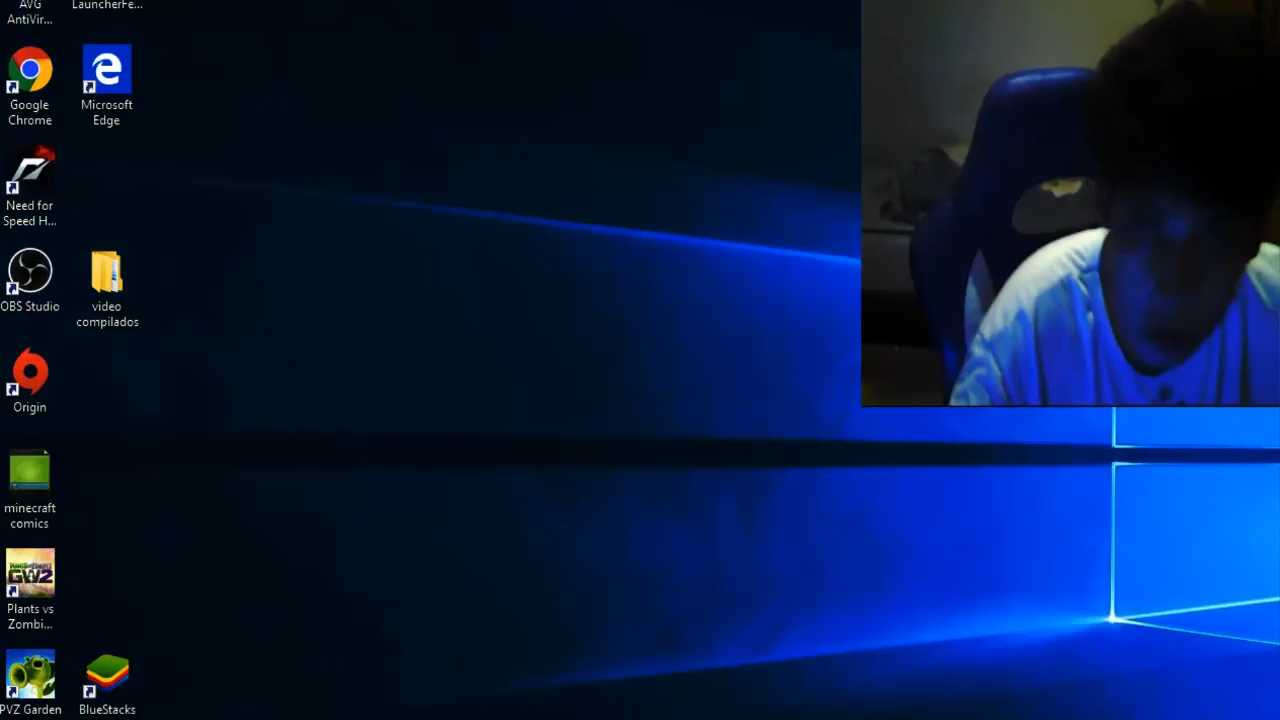 AVG
AntiVir...
LauncherFe...
Google
Chrome
Microsoft
Edge
Need for
Speed H...
OBS Studio
video
compilados
Origin
minecraft
comics
GW2
Plants vs
Zombi...
PVZ Garden
BlueStacks